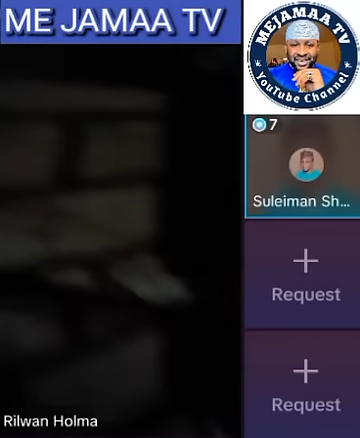 ME JAMAA TV
MEJAMAA TV
YouTube Channel
7
Suleiman Sh...
Request
Request
Rilwan Holma